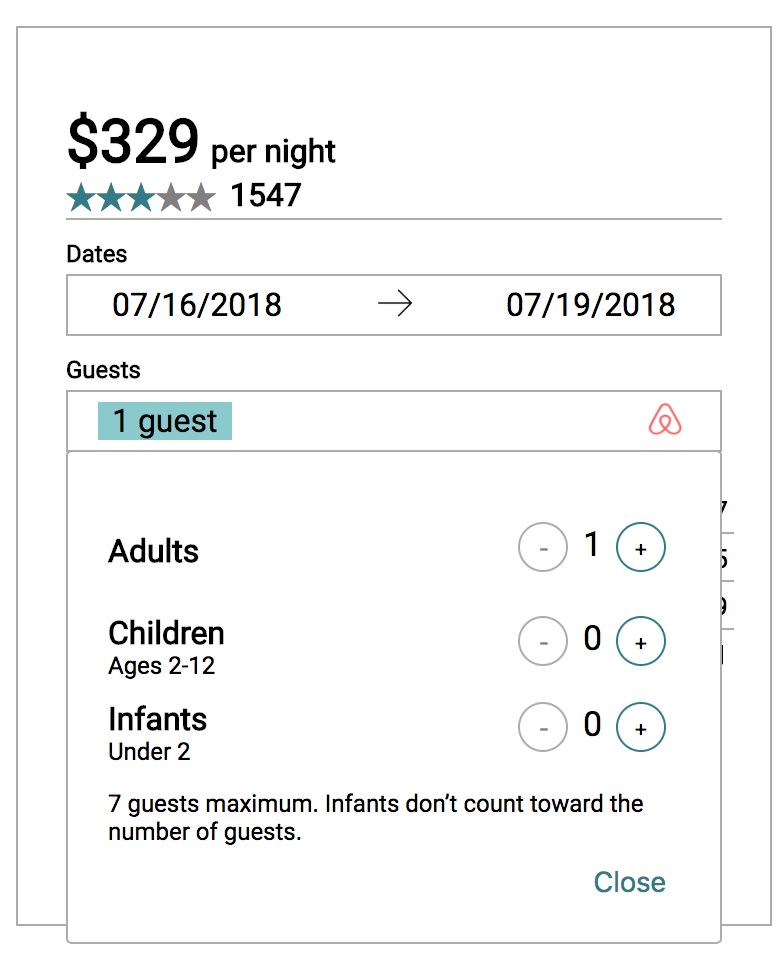 $329 per night
1547
Dates
07/16/2018 → 07/19/2018
Guests
1 guest
Adults - 1 +
Children - 0 +
Ages 2-12
Infants - 0 +
Under 2
7 guests maximum. Infants don’t count toward the
number of guests.
Close